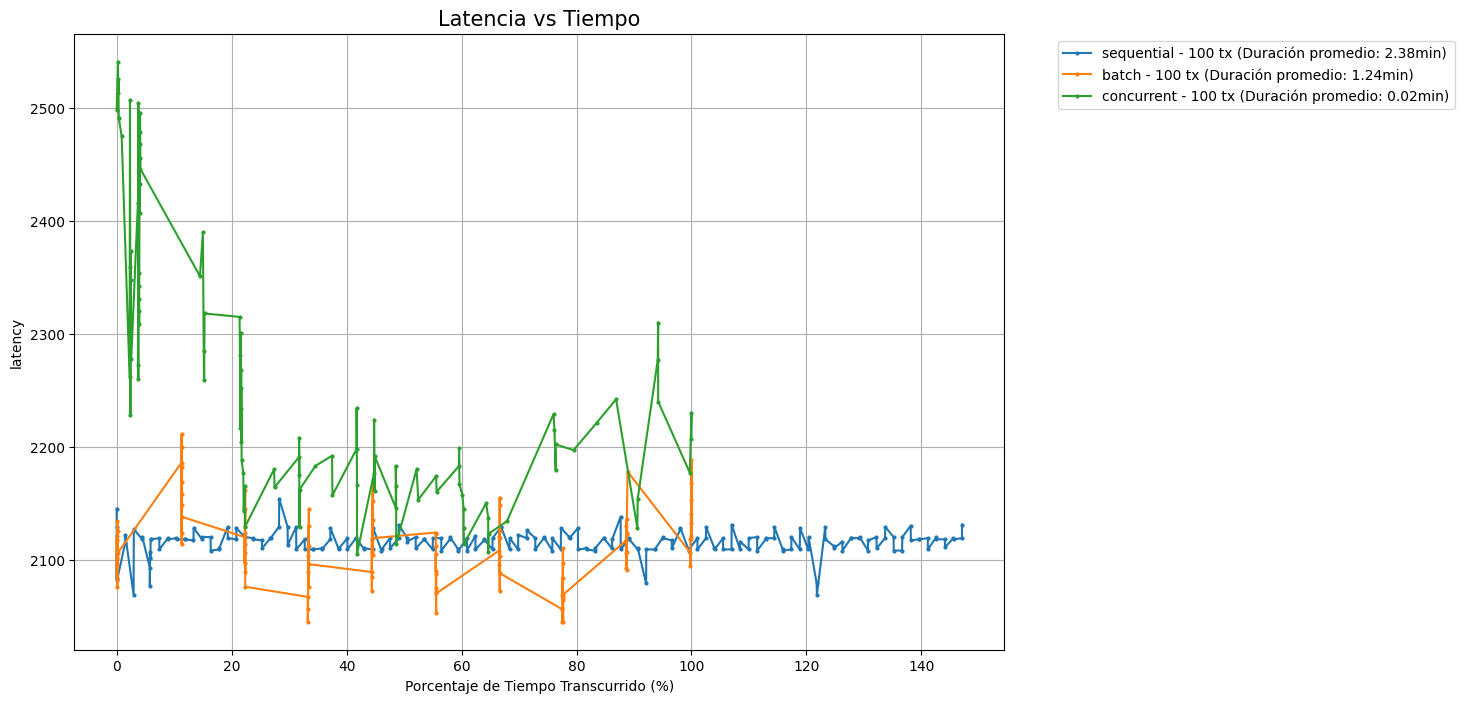 Latencia vs Tiempo
sequential - 100 tx (Duración promedio: 2.38min)
batch - 100 tx (Duración promedio: 1.24min)
concurrent - 100 tx (Duración promedio: 0.02min)
latency
2500
2400
2300
2200
2100
0 20 40 60 80 100 120 140
Porcentaje de Tiempo Transcurrido (%)